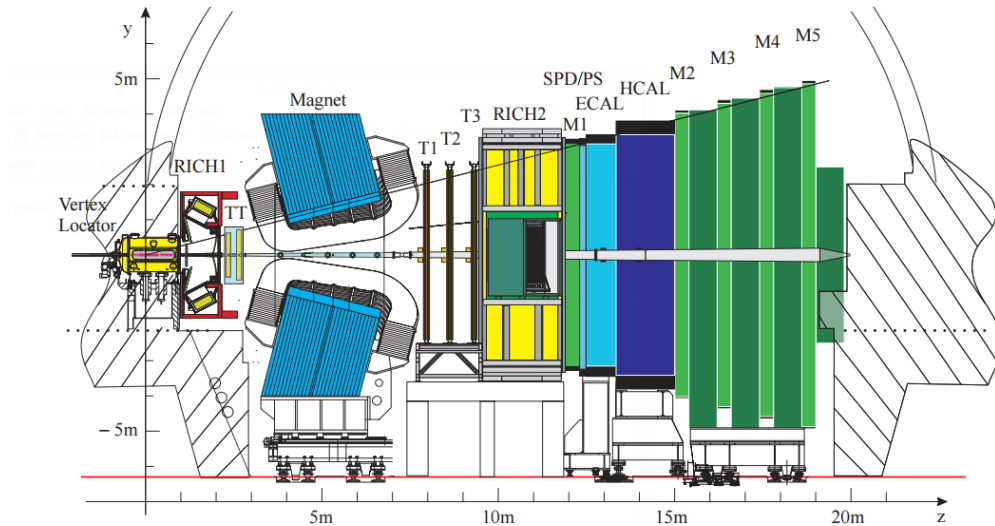 y
5m
Magnet
RICH1
TT
Vertex
Locator
T1
T2
T3
RICH2
SPD/PS
M1
ECAL
HCAL
M2
M3
M4
M5
− 5m
5m
10m
15m
20m
z